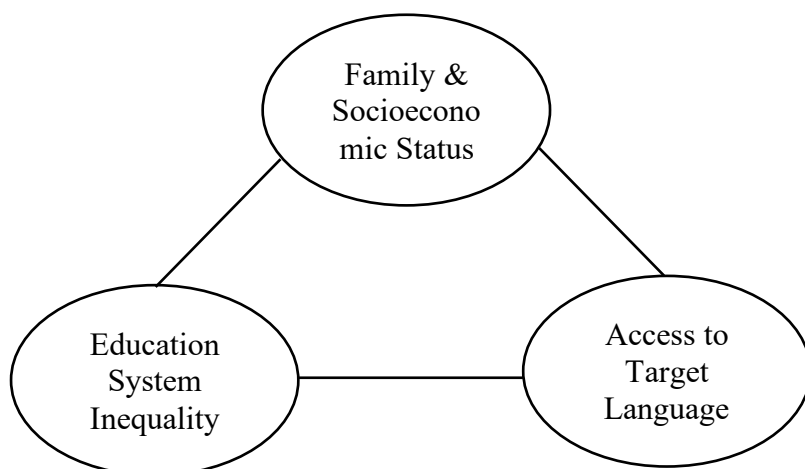 Family &
Socioecono
mic Status
Education
System
Inequality
Access to
Target
Language